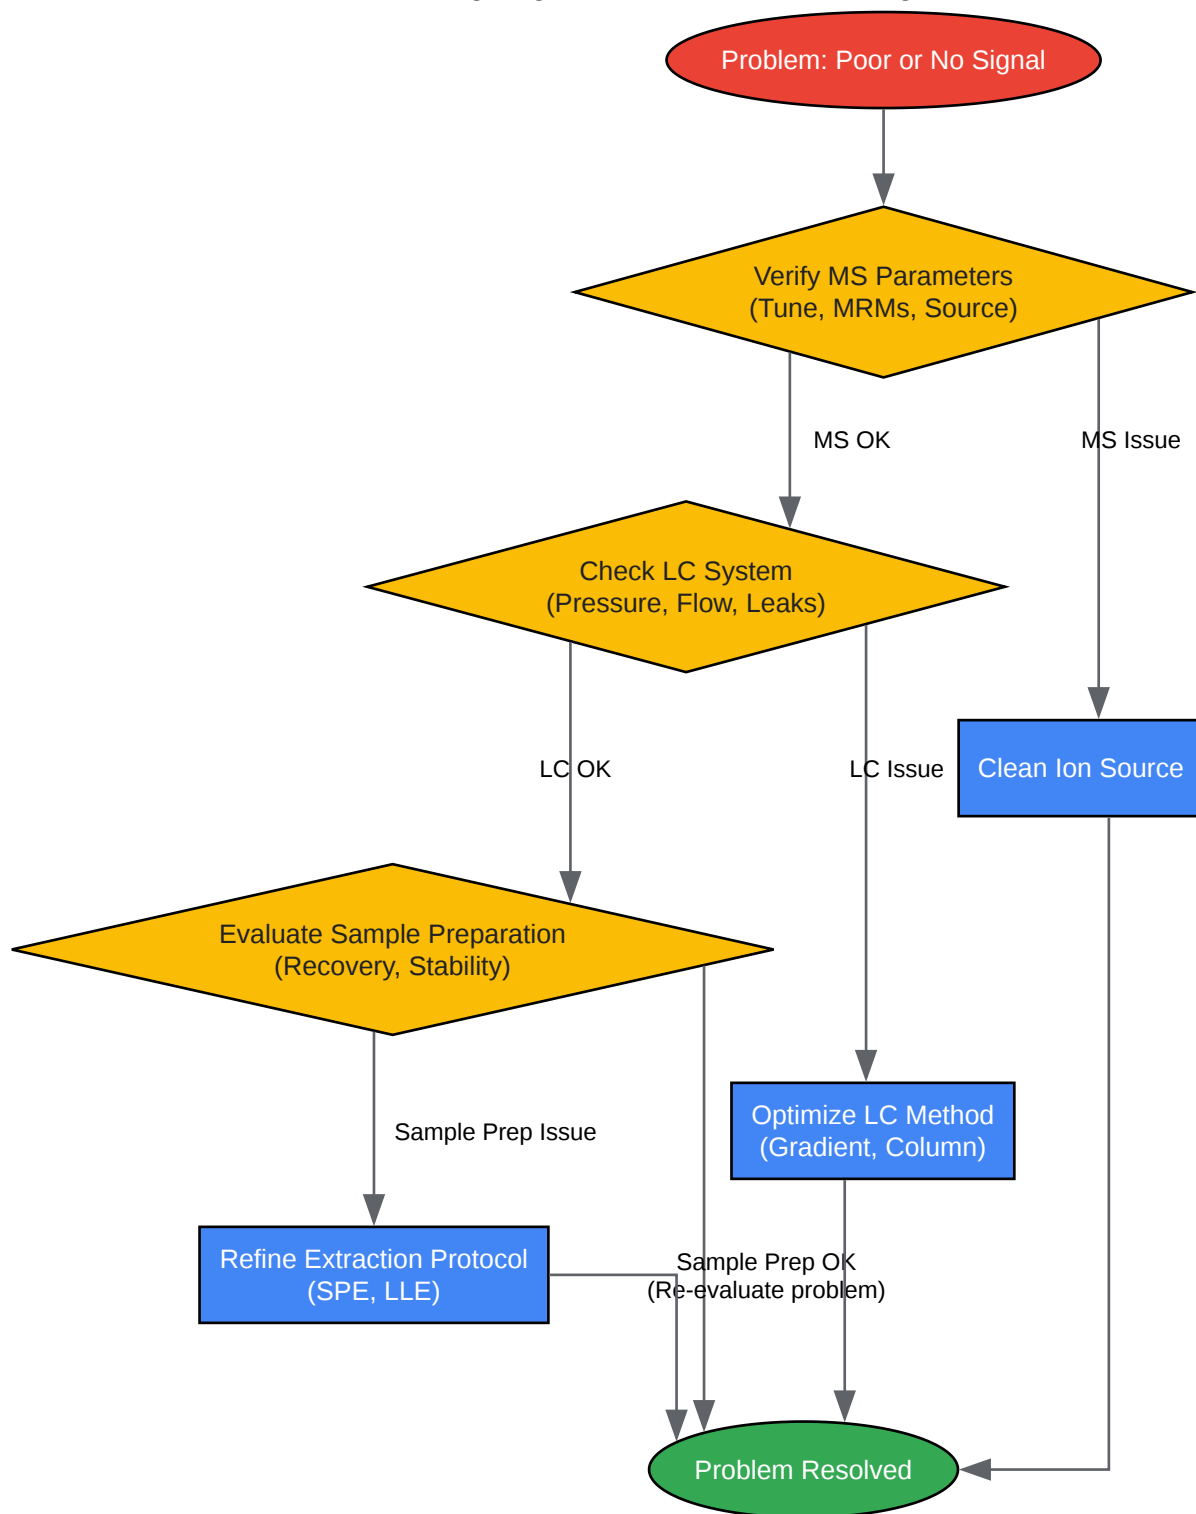 Problem: Poor or No Signal
Verify MS Parameters
(Tune, MRMs, Source)
MS OK
MS Issue
Check LC System
(Pressure, Flow, Leaks)
LC OK
LC Issue
Clean Ion Source
Evaluate Sample Preparation
(Recovery, Stability)
Sample Prep Issue
Optimize LC Method
(Gradient, Column)
Refine Extraction Protocol
(SPE, LLE)
Sample Prep OK
(Re-evaluate problem)
Problem Resolved